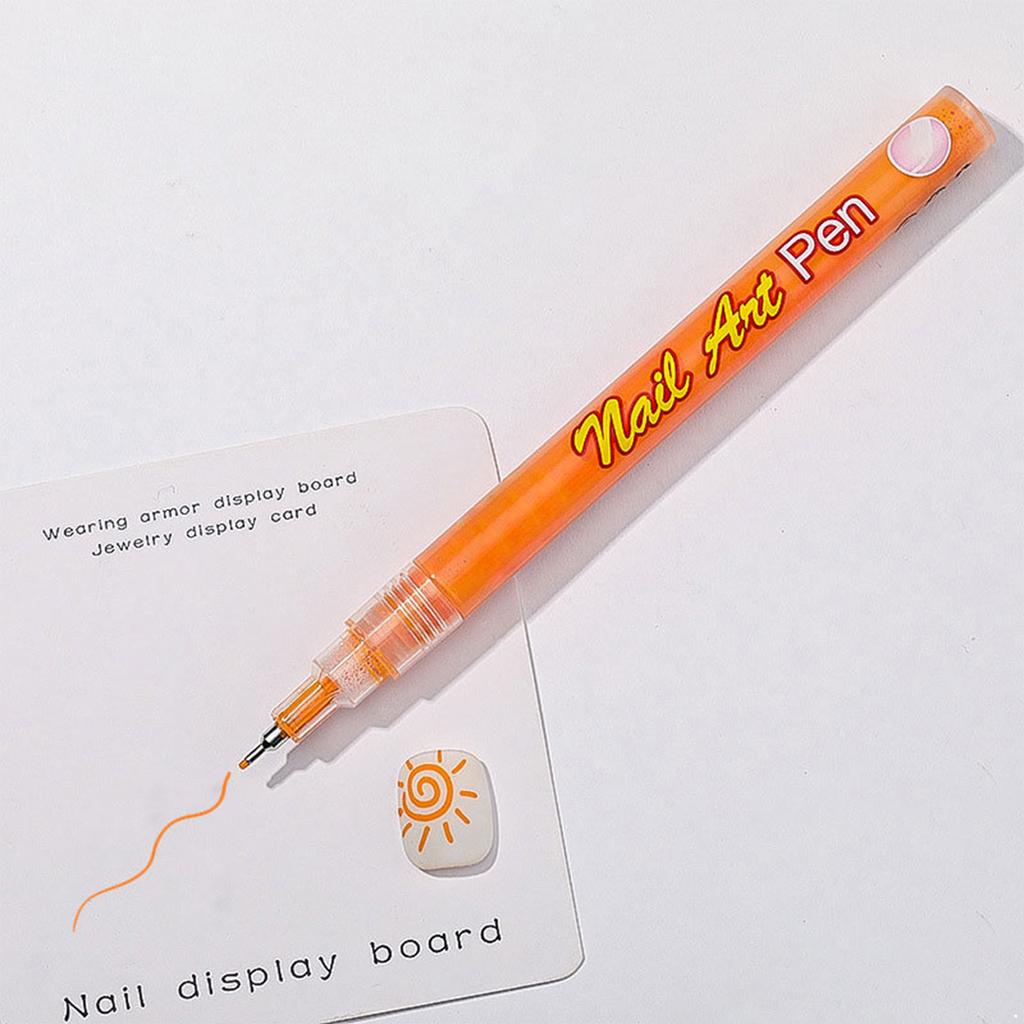 Nail Art Pen
Wearing armor display board
Jewelry display card
Nail display board